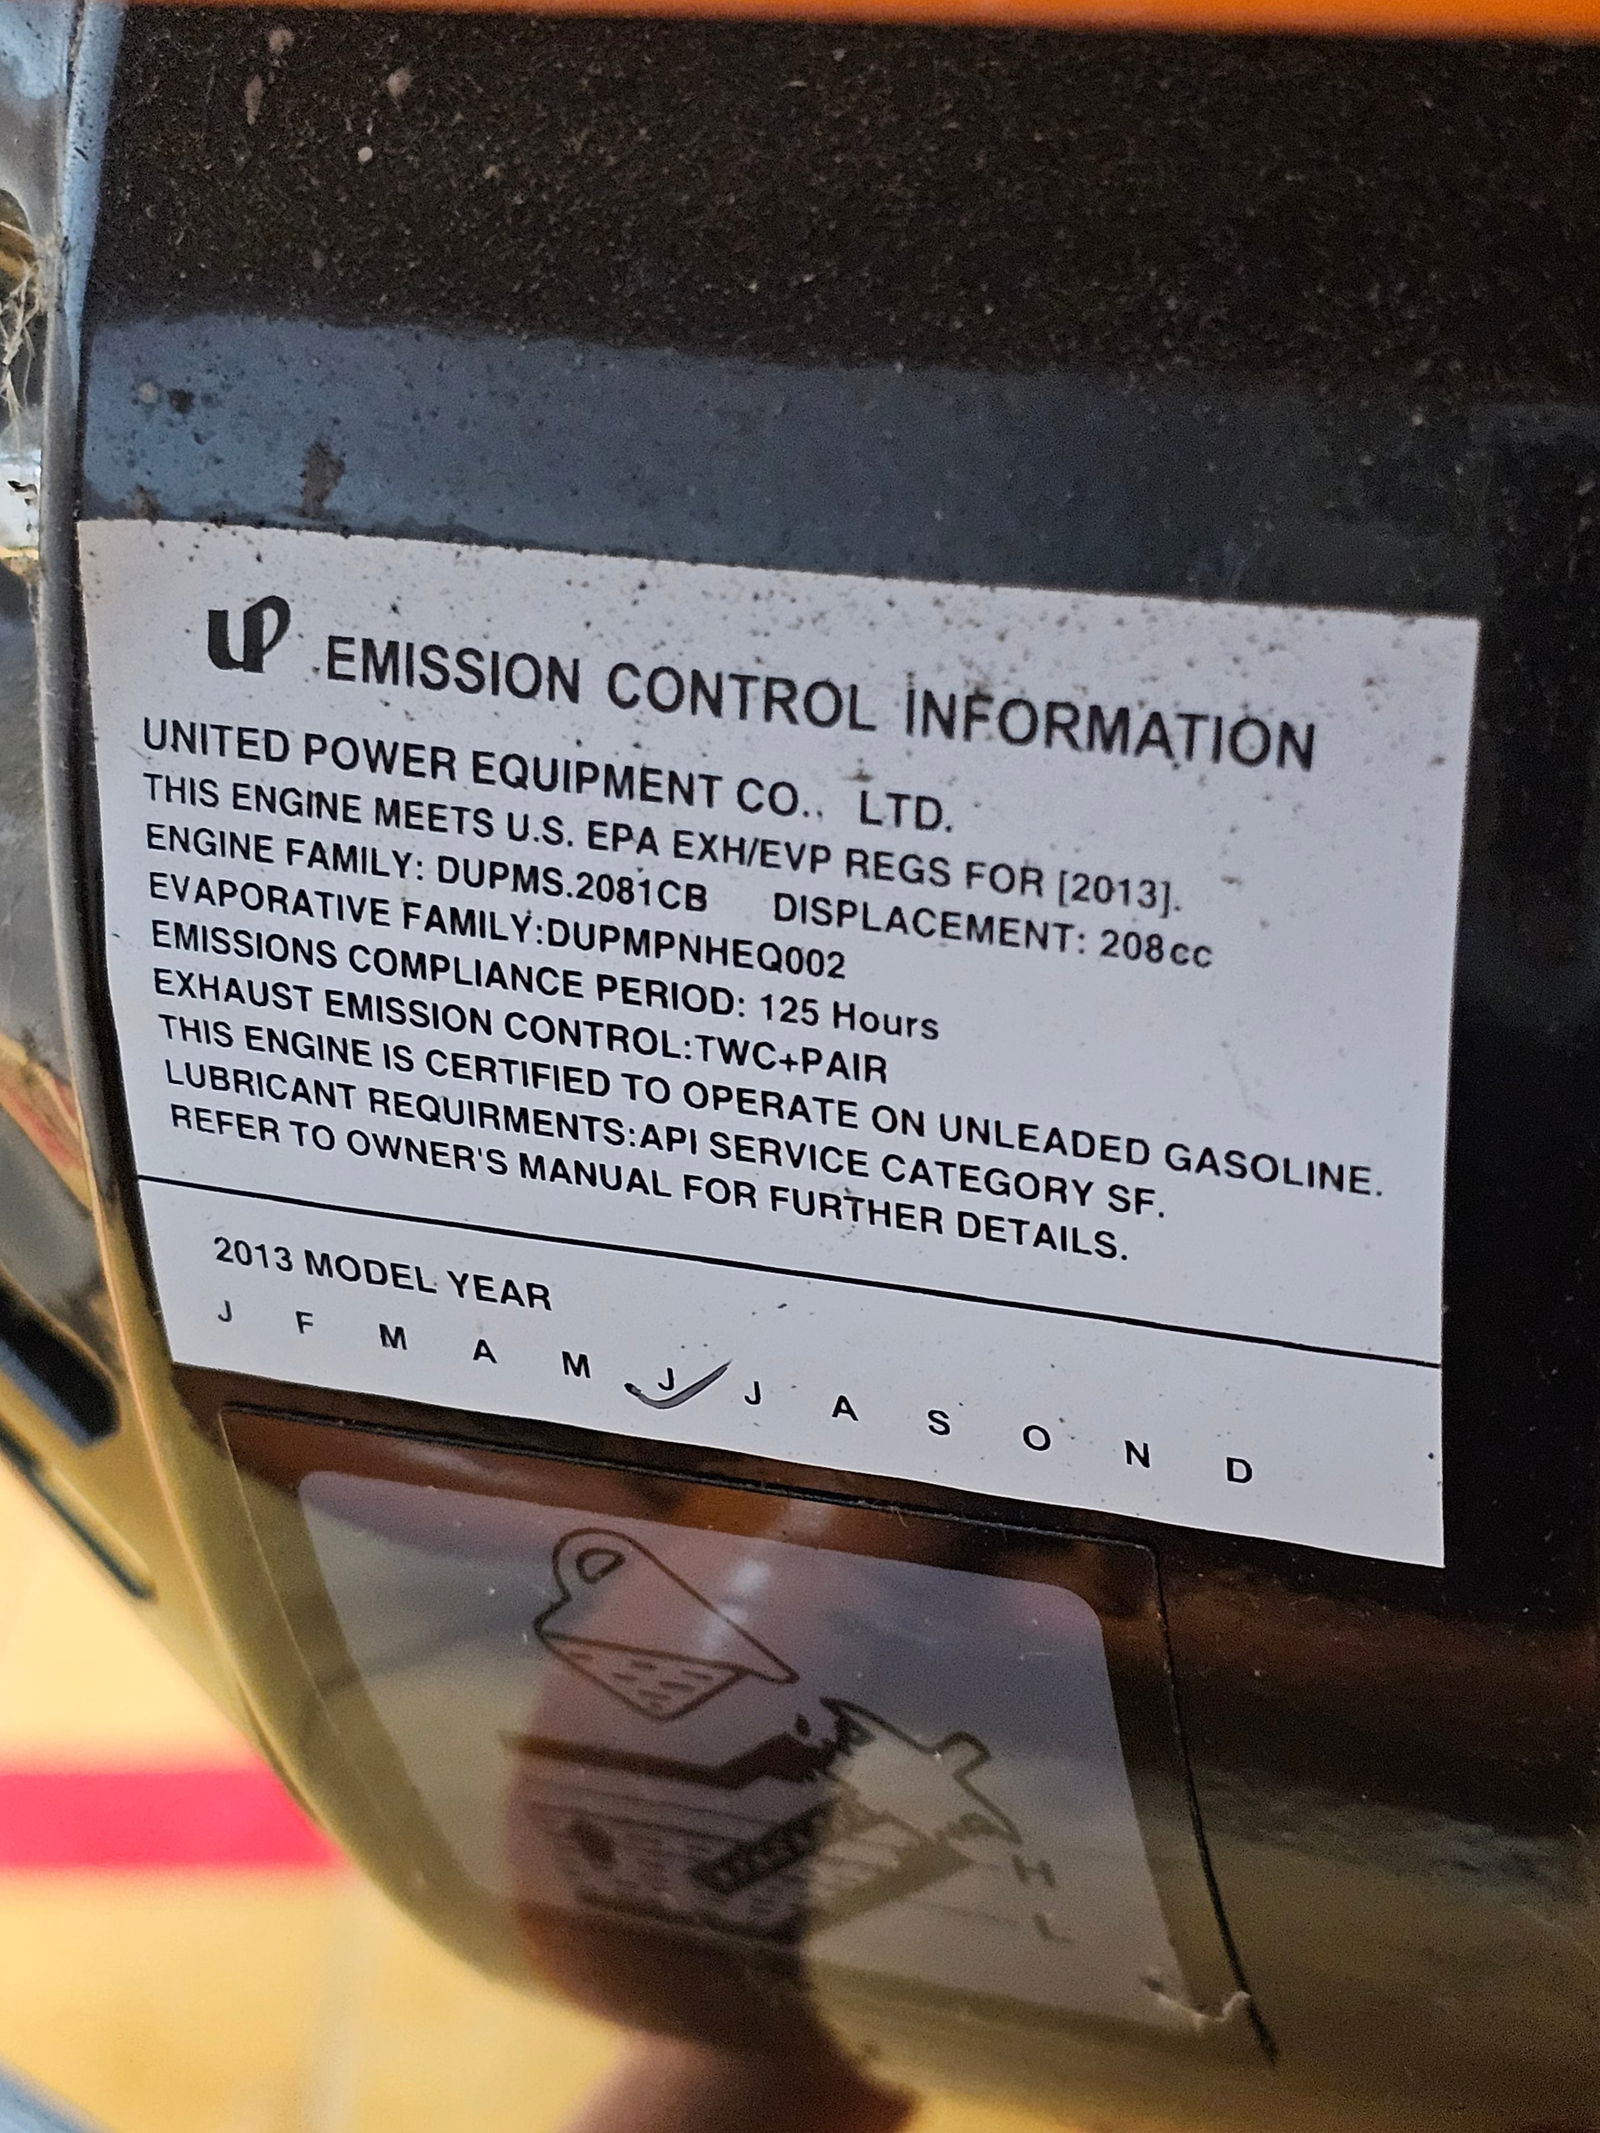 UP EMISSION CONTROL INFORMATION
UNITED POWER EQUIPMENT CO., LTD.
THIS ENGINE MEETS U.S. EPA EXH/EVP REGS FOR [2013].
ENGINE FAMILY: DUPMS.2081CB DISPLACEMENT: 208cc
EVAPORATIVE FAMILY:DUPMPNHEQ002
EMISSIONS COMPLIANCE PERIOD: 125 Hours
EXHAUST EMISSION CONTROL:TWC+PAIR
THIS ENGINE IS CERTIFIED TO OPERATE ON UNLEADED GASOLINE.
LUBRICANT REQUIRMENTS:API SERVICE CATEGORY SF.
REFER TO OWNER'S MANUAL FOR FURTHER DETAILS.
2013 MODEL YEAR
J F M A M J J A S O N D
H
L